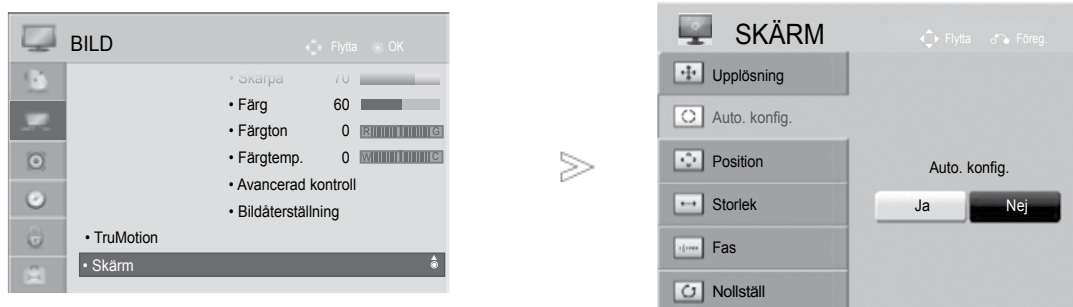 BILD
Flytta OK
• Skärpa 70
• Färg 60
• Färgton 0 R G
• Färgtemp. 0 W C
• Avancerad kontroll
• Bildåterställning
• TruMotion
• Skärm
SKÄRM
Flytta Föreg.
Upplösning
Auto. konfig.
Position
Storlek
Fas
Nollställ
Auto. konfig.
Ja Nej